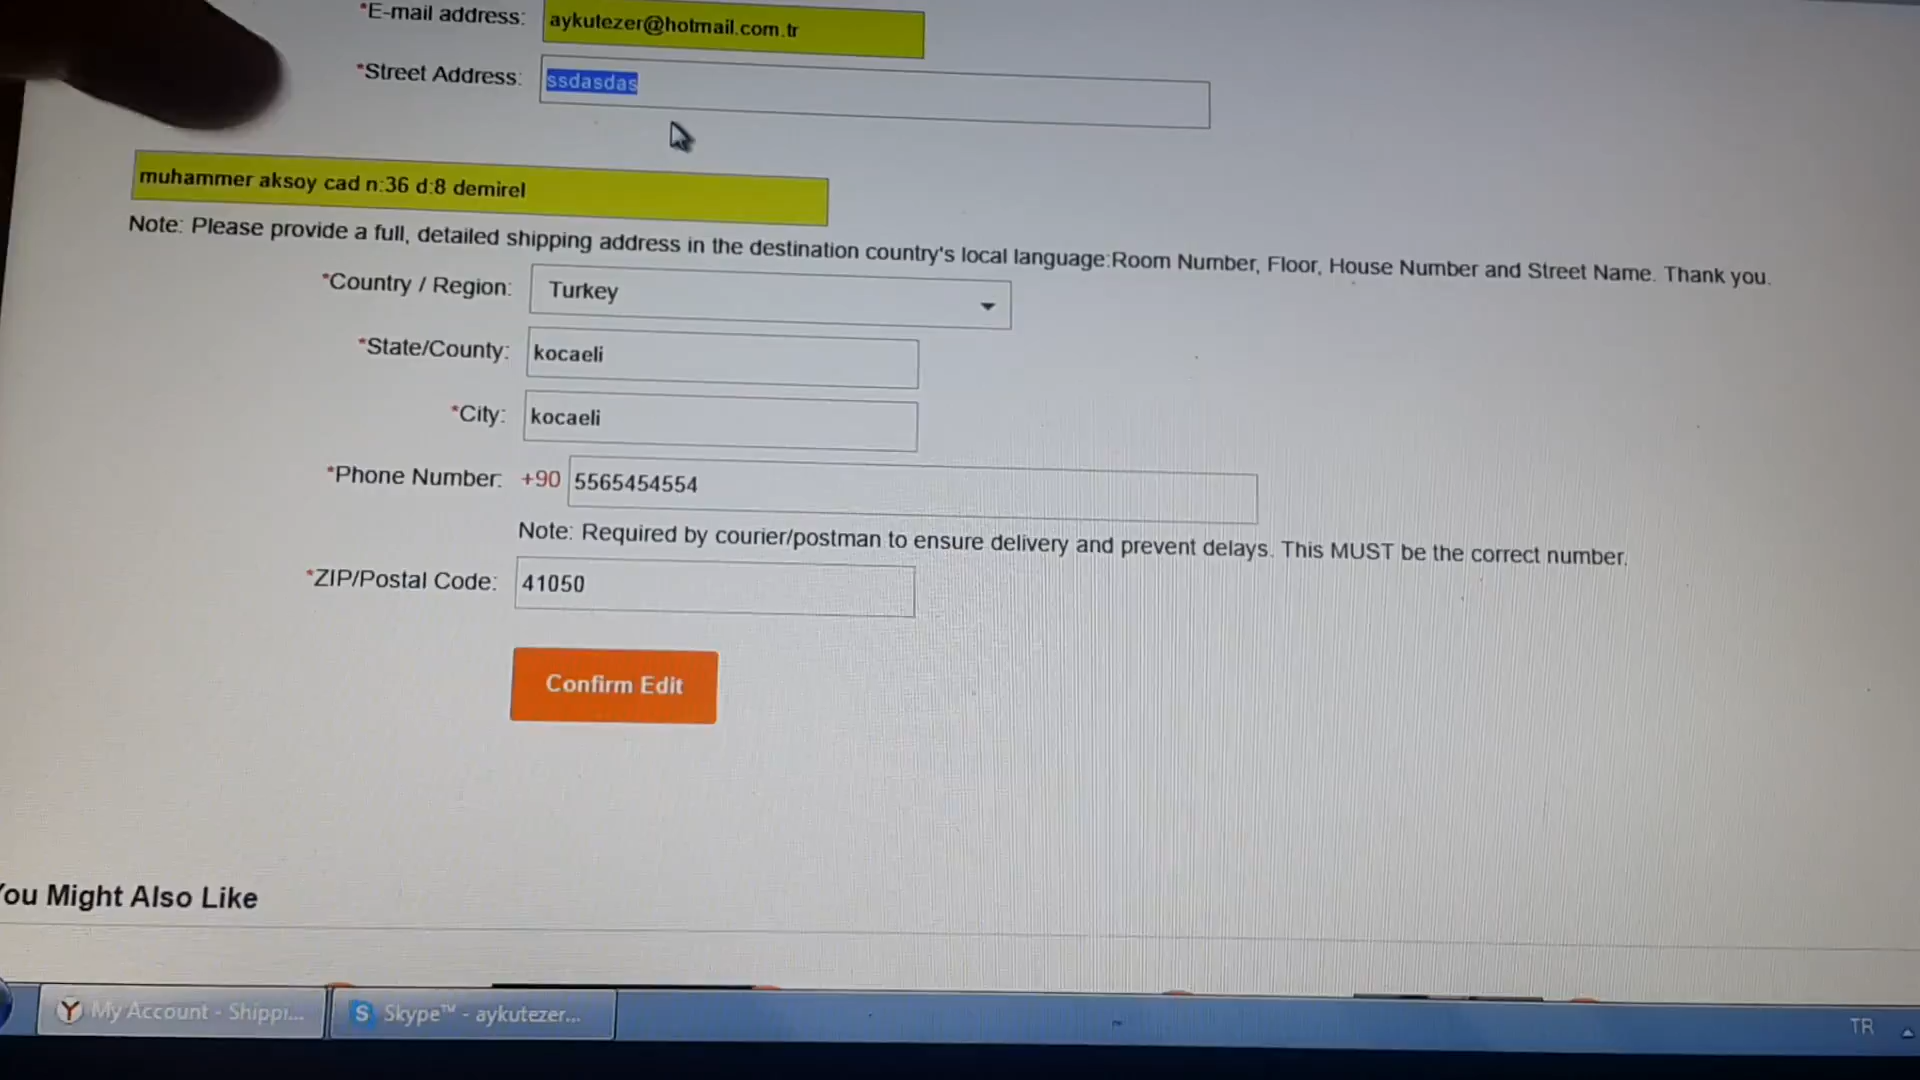 *E-mail address: aykutezer@hotmail.com.tr
*Street Address: ssdasdas
muhammer aksoy cad n:36 d:8 demirel
Note: Please provide a full, detailed shipping address in the destination country's local language:Room Number, Floor, House Number and Street Name. Thank you.
*Country / Region: Turkey
*State/County: kocaeli
*City: kocaeli
*Phone Number: +90 5565454554
Note: Required by courier/postman to ensure delivery and prevent delays. This MUST be the correct number.
*ZIP/Postal Code: 41050
Confirm Edit
You Might Also Like
My Account - Shippi... Skype™ - aykutezer... TR